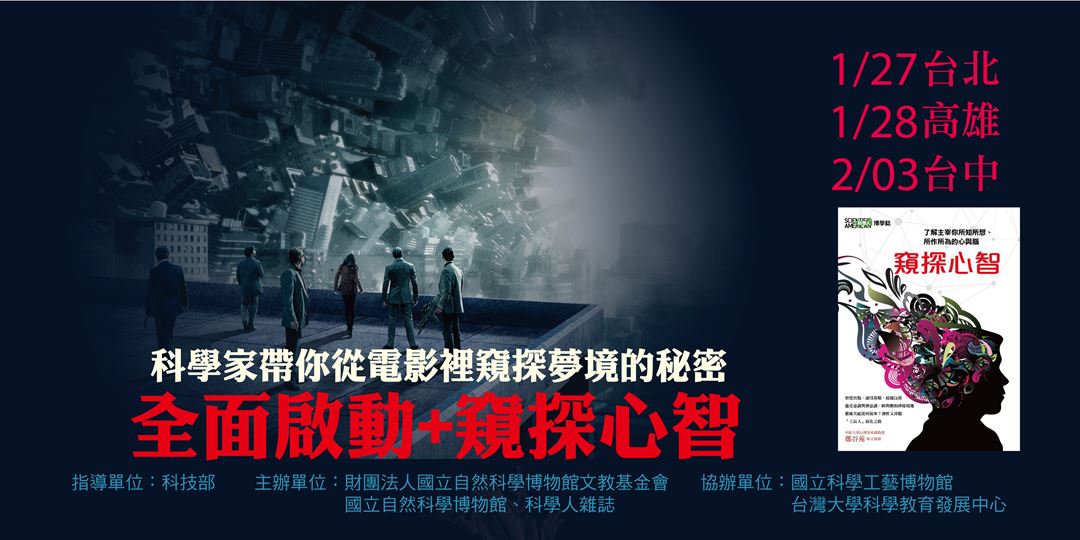 1/27台北
1/28高雄
2/03台中
SCIENTIFIC AMERICAN 博學誌
了解主宰你所知所想、
所作所為的心與腦
窺探心智
鄭谷苑
科學家帶你從電影裡窺探夢境的秘密
全面啟動+窺探心智
指導單位：科技部 主辦單位：財團法人國立自然科學博物館文教基金會 協辦單位：國立科學工藝博物館
國立自然科學博物館、科學人雜誌 台灣大學科學教育發展中心